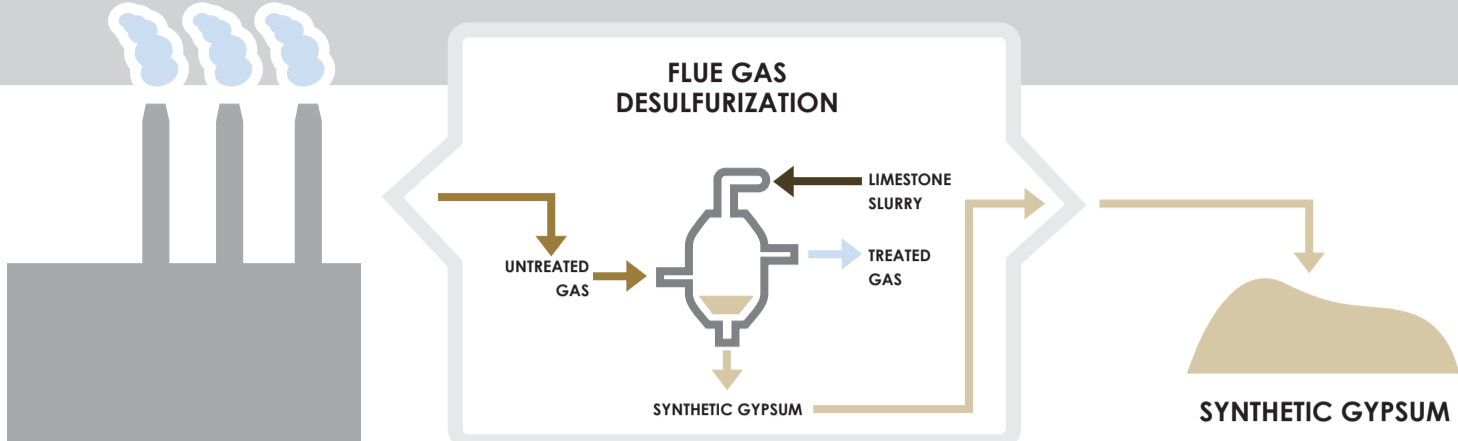 FLUE GAS
DESULFURIZATION
LIMESTONE
SLURRY
UNTREATED
GAS
TREATED
GAS
SYNTHETIC GYPSUM
SYNTHETIC GYPSUM